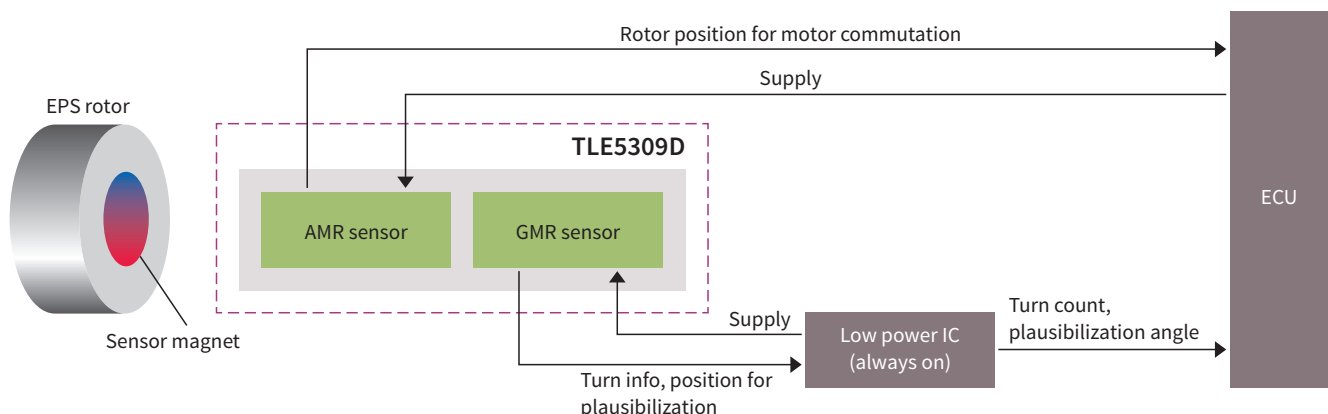 Rotor position for motor commutation
Supply
EPS rotor
TLE5309D
AMR sensor
GMR sensor
ECU
Sensor magnet
Supply
Low power IC
(always on)
Turn count,
plausibilization angle
Turn info, position for
plausibilization